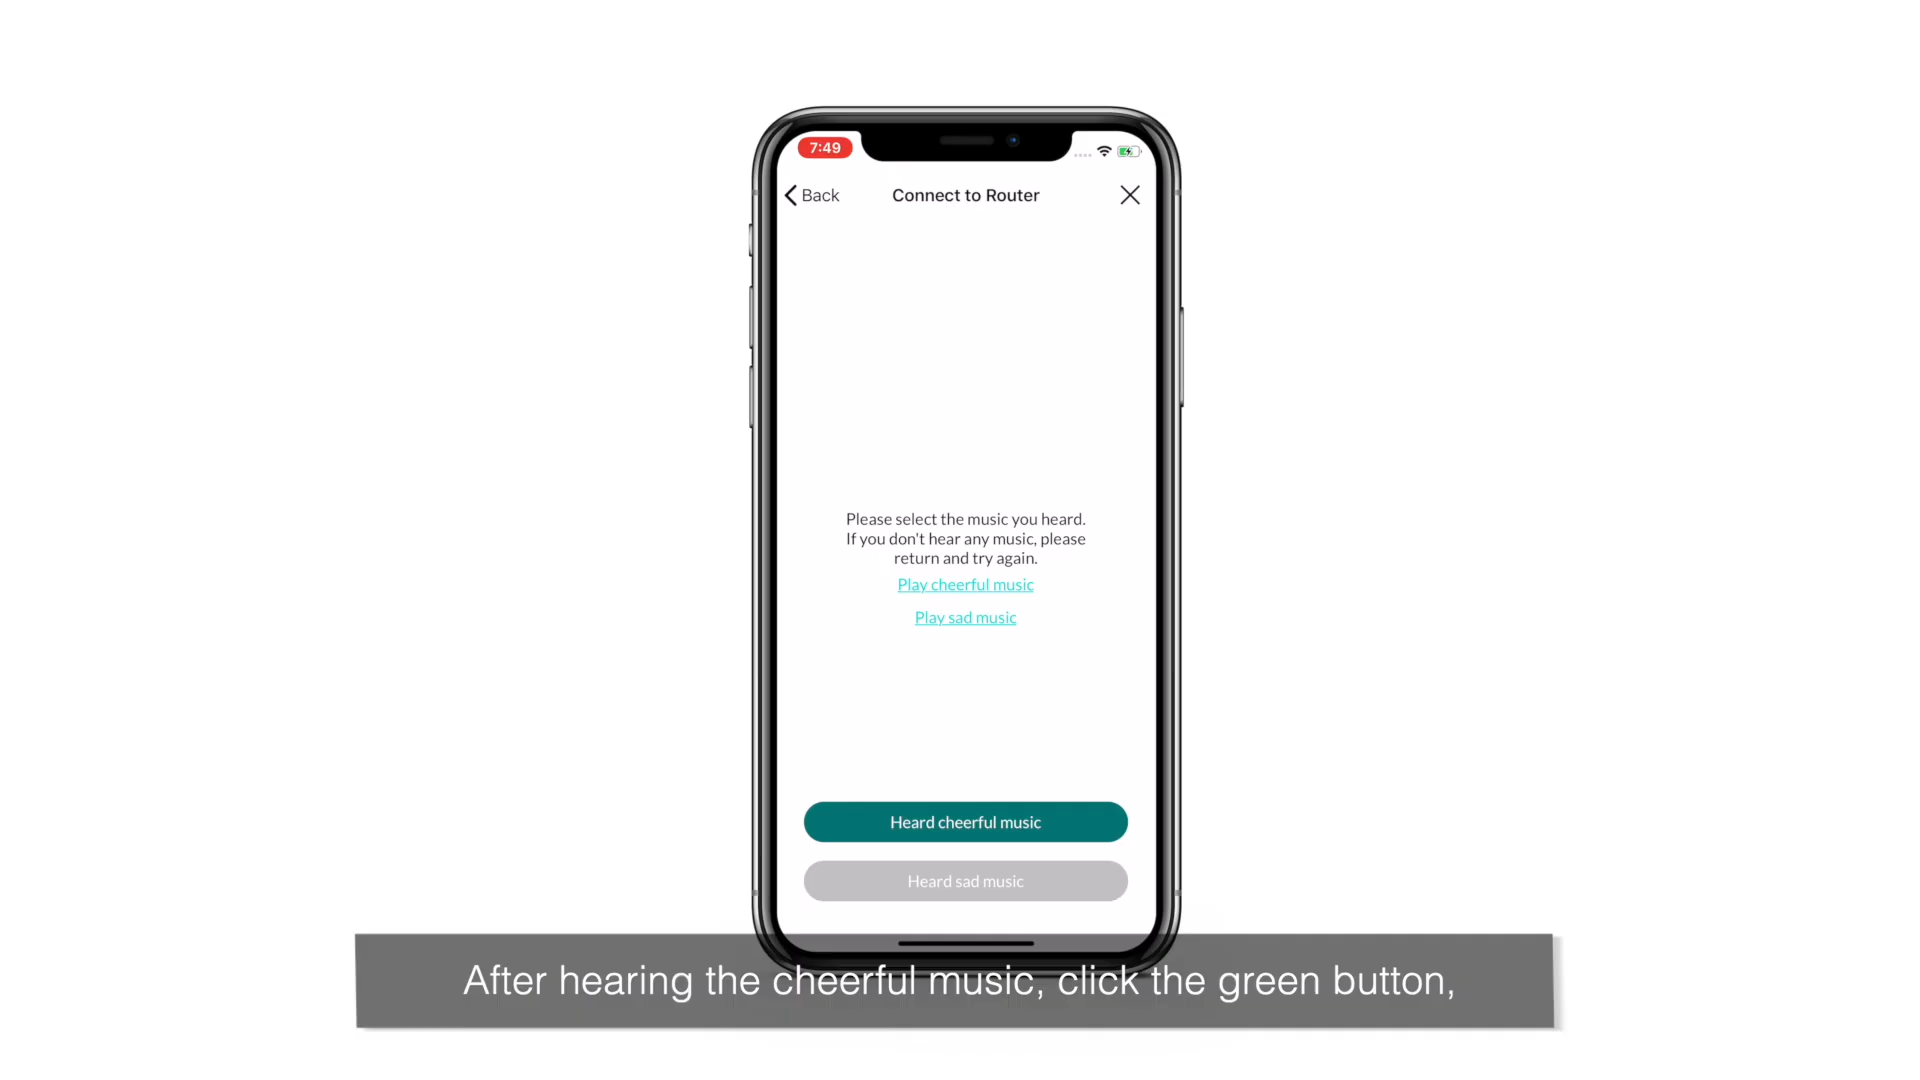 7:49
Back
Connect to Router
Please select the music you heard.
If you don't hear any music, please
return and try again.
Play cheerful music
Play sad music
Heard cheerful music
Heard sad music
After hearing the cheerful music, click the green button,